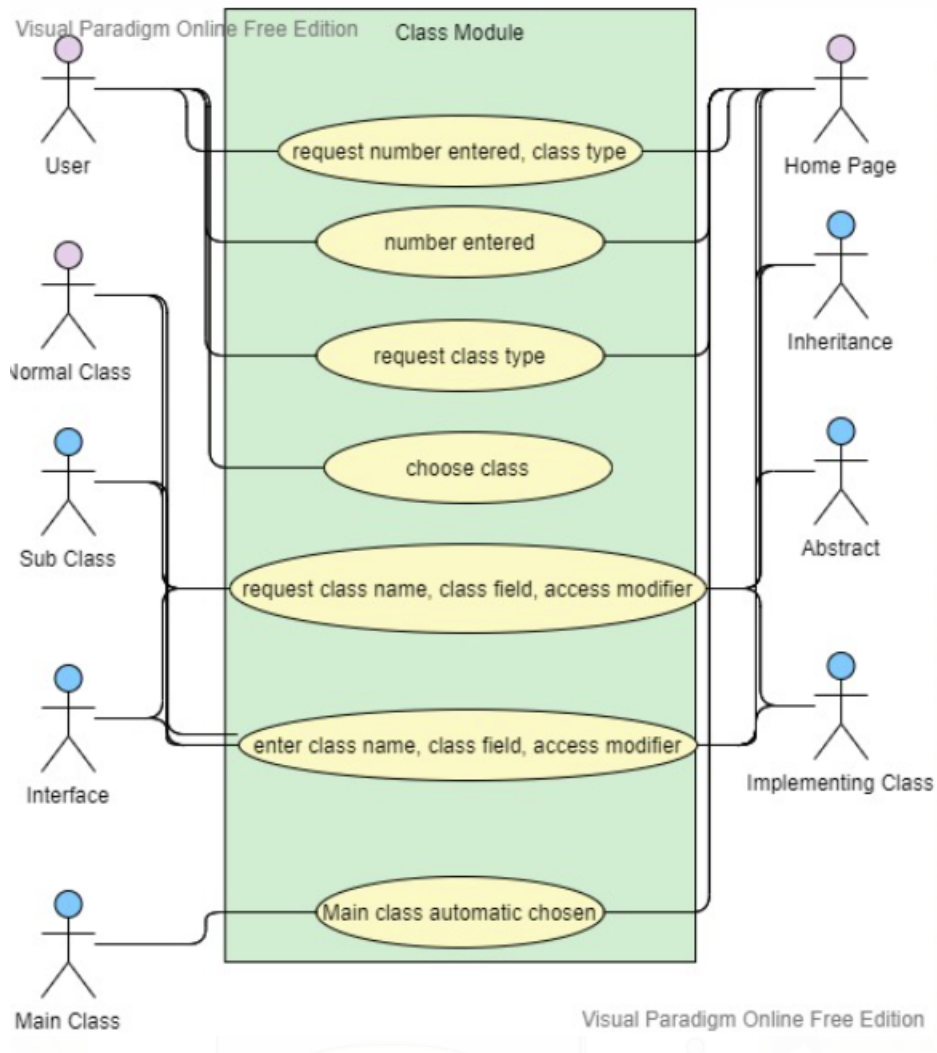 Visual Paradigm Online Free Edition
Class Module
User
Home Page
request number entered, class type
number entered
Inheritance
request class type
Normal Class
choose class
Sub Class
Abstract
request class name, class field, access modifier
enter class name, class field, access modifier
Interface
Implementing Class
Main class automatic chosen
Main Class
Visual Paradigm Online Free Edition